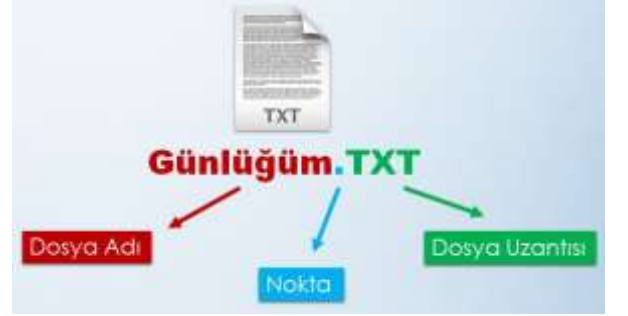 TXT
Günlüğüm.TXT
Dosya Adı
Dosya Uzantısı
Nokta